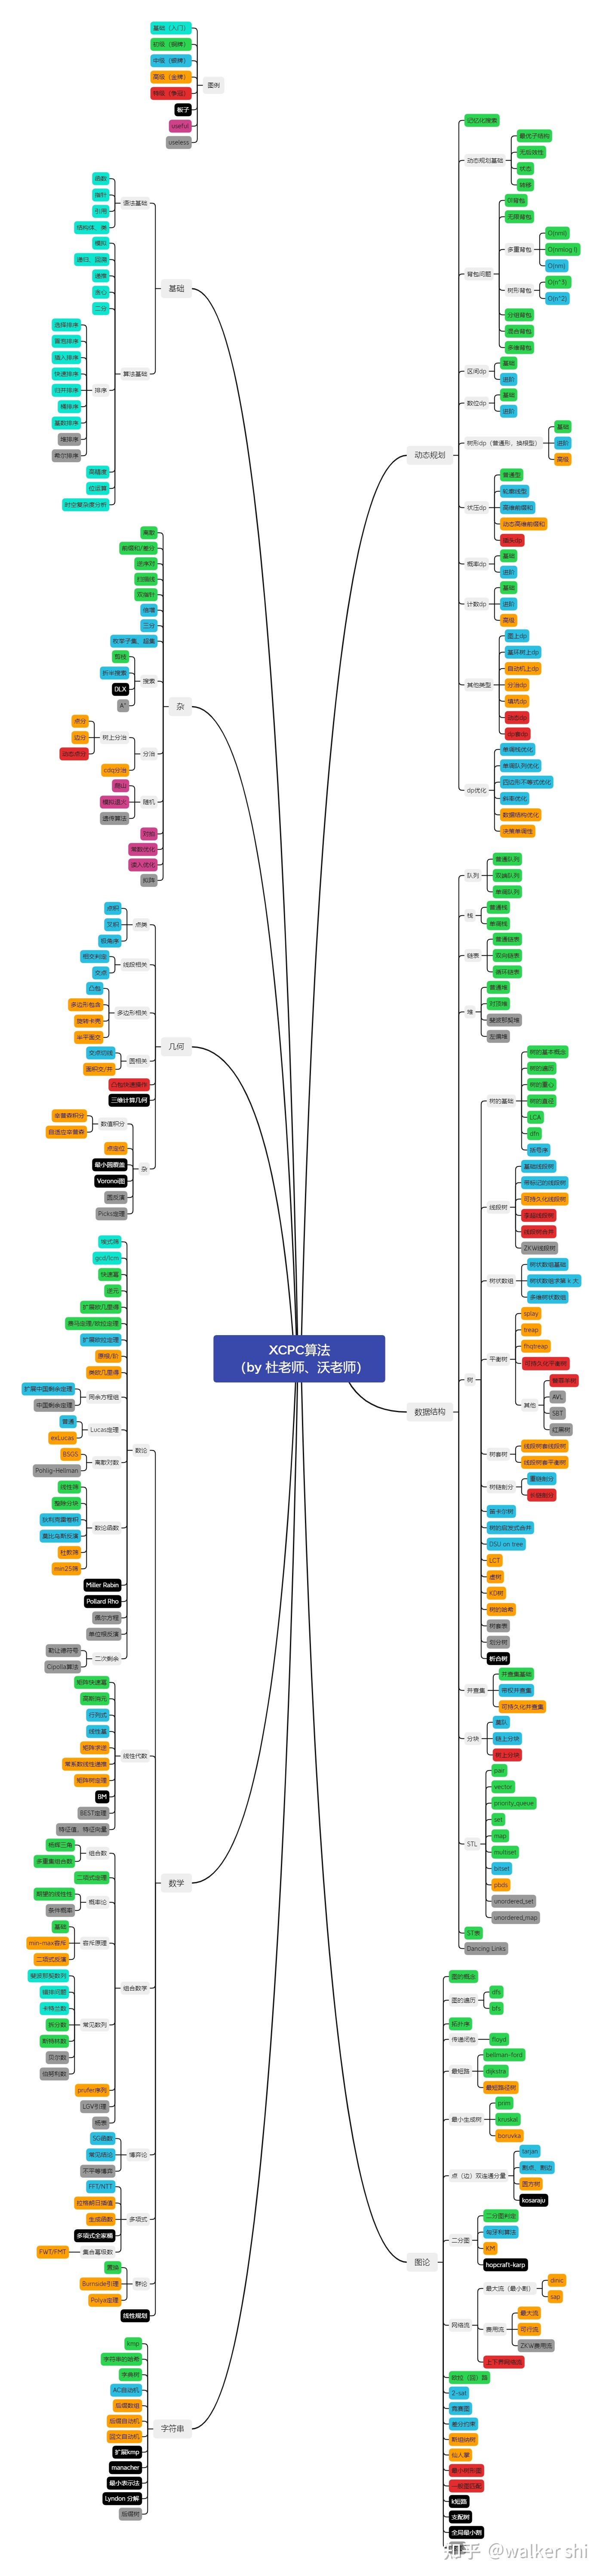 基础（入门）
初级（铜牌）
中级（银牌）
高级（金牌）
特级（争冠）
板子
useful
useless
图例
函数
指针
引用
结构体、类
语法基础
模拟
递归、回溯
递推
贪心
二分
选择排序
冒泡排序
插入排序
快速排序
归并排序
桶排序
基数排序
堆排序
希尔排序
排序
高精度
位运算
时空复杂度分析
算法基础
基础
离散
前缀和/差分
逆序对
扫描线
双指针
倍增
三分
枚举子集、超集
剪枝
折半搜索
DLX
A*
搜索
点分
边分
动态点分
树上分治
cdq分治
分治
爬山
模拟退火
遗传算法
随机
对拍
常数优化
读入优化
杂
点积
叉积
极角序
点类
相交判定
交点
线段相关
凸包
多边形包含
旋转卡壳
半平面交
多边形相关
交点切线
面积交/并
圆相关
凸包快速操作
三维计算几何
辛普森积分
自适应辛普森
数值积分
点定位
最小圆覆盖
Voronoi图
圆反演
Picks定理
杂
几何
埃式筛
gcd/lcm
快速幂
逆元
扩展欧几里得
费马定理/欧拉定理
扩展欧拉定理
原根/阶
类欧几里得
扩展中国剩余定理
中国剩余定理
同余方程组
普通
exLucas
Lucas定理
BSGS
Pohlig-Hellman
离散对数
线性筛
整除分块
狄利克雷卷积
莫比乌斯反演
杜教筛
min25筛
数论函数
Miller Rabin
Pollard Rho
高次方程
单位根反演
勒让德符号
Cipolla算法
二次剩余
数论
矩阵快速幂
高斯消元
行列式
线性基
矩阵求逆
常系数线性递推
矩阵树定理
BM
BEST定理
特征值、特征向量
线性代数
杨辉三角
多重集组合数
组合数
二项式定理
期望的线性性
条件概率
概率论
基础
min-max容斥
二项式反演
容斥原理
斐波那契数列
错排问题
卡特兰数
拆分数
斯特林数
贝尔数
伯努利数
常见数列
prufer序列
LGV引理
杨表
组合数学
SG函数
常见结论
不平等博弈
博弈论
FFT/NTT
拉格朗日插值
生成函数
多项式全家桶
FWT/FMT
集合幂级数
多项式
置换
Burnside引理
Polya定理
群论
线性规划
数学
kmp
字符串的哈希
字典树
AC自动机
后缀数组
后缀自动机
回文自动机
扩展kmp
manacher
最小表示法
Lyndon 分解
后缀树
字符串
XCPC算法
（by 杜老师、沃老师）
动态规划
记忆化搜索
动态规划基础
最优子结构
无后效性
状态
转移
背包问题
01背包
无限背包
多重背包
O(nml)
O(nmlog l)
O(nm)
树形背包
O(n^3)
O(n^2)
分组背包
混合背包
多维背包
区间dp
基础
进阶
数位dp
基础
进阶
树形dp（普通形，换根型）
基础
进阶
高级
状压dp
普通型
轮廓线型
高维前缀和
动态高维前缀和
插头dp
概率dp
基础
进阶
计数dp
基础
进阶
高级
其他类型
图上dp
基环树上dp
自动机上dp
分治dp
填坑dp
动态dp
dp套dp
dp优化
单调栈优化
单调队列优化
四边形不等式优化
斜率优化
数据结构优化
决策单调性
数据结构
队列
普通队列
双端队列
单调队列
栈
普通栈
单调栈
链表
普通链表
双向链表
循环链表
堆
普通堆
对顶堆
斐波那契堆
左偏堆
树
树的基础
树的基本概念
树的遍历
树的重心
树的直径
LCA
dfn
括号序
线段树
基础线段树
带标记的线段树
可持久化线段树
李超线段树
线段树合并
ZKW线段树
树状数组
树状数组基础
树状数组求第 k 大
多维树状数组
平衡树
splay
treap
fhqtreap
可持久化平衡树
其他
替罪羊树
AVL
SBT
红黑树
树套树
线段树套线段树
线段树套平衡树
树链剖分
重链剖分
长链剖分
笛卡尔树
树的启发式合并
DSU on tree
LCT
虚树
KD树
树的哈希
树套表
划分树
析合树
并查集
并查集基础
带权并查集
可持久化并查集
分块
莫队
链上分块
树上分块
STL
pair
vector
priority_queue
set
map
multiset
bitset
pbds
unordered_set
unordered_map
ST表
Dancing Links
图论
图的概念
图的遍历
dfs
bfs
拓扑序
传递闭包
floyd
最短路
bellman-ford
dijkstra
最短路径树
最小生成树
prim
kruskal
boruvka
点（边）双连通分量
tarjan
割点、割边
圆方树
kosaraju
二分图
二分图判定
匈牙利算法
KM
hopcraft-karp
网络流
最大流（最小割）
dinic
sap
费用流
最大流
可行流
ZKW费用流
上下界网络流
欧拉（回）路
2-sat
竞赛图
差分约束
斯坦纳树
仙人掌
最小树形图
一般图匹配
k短路
支配树
全局最小割
知乎 @walker shi